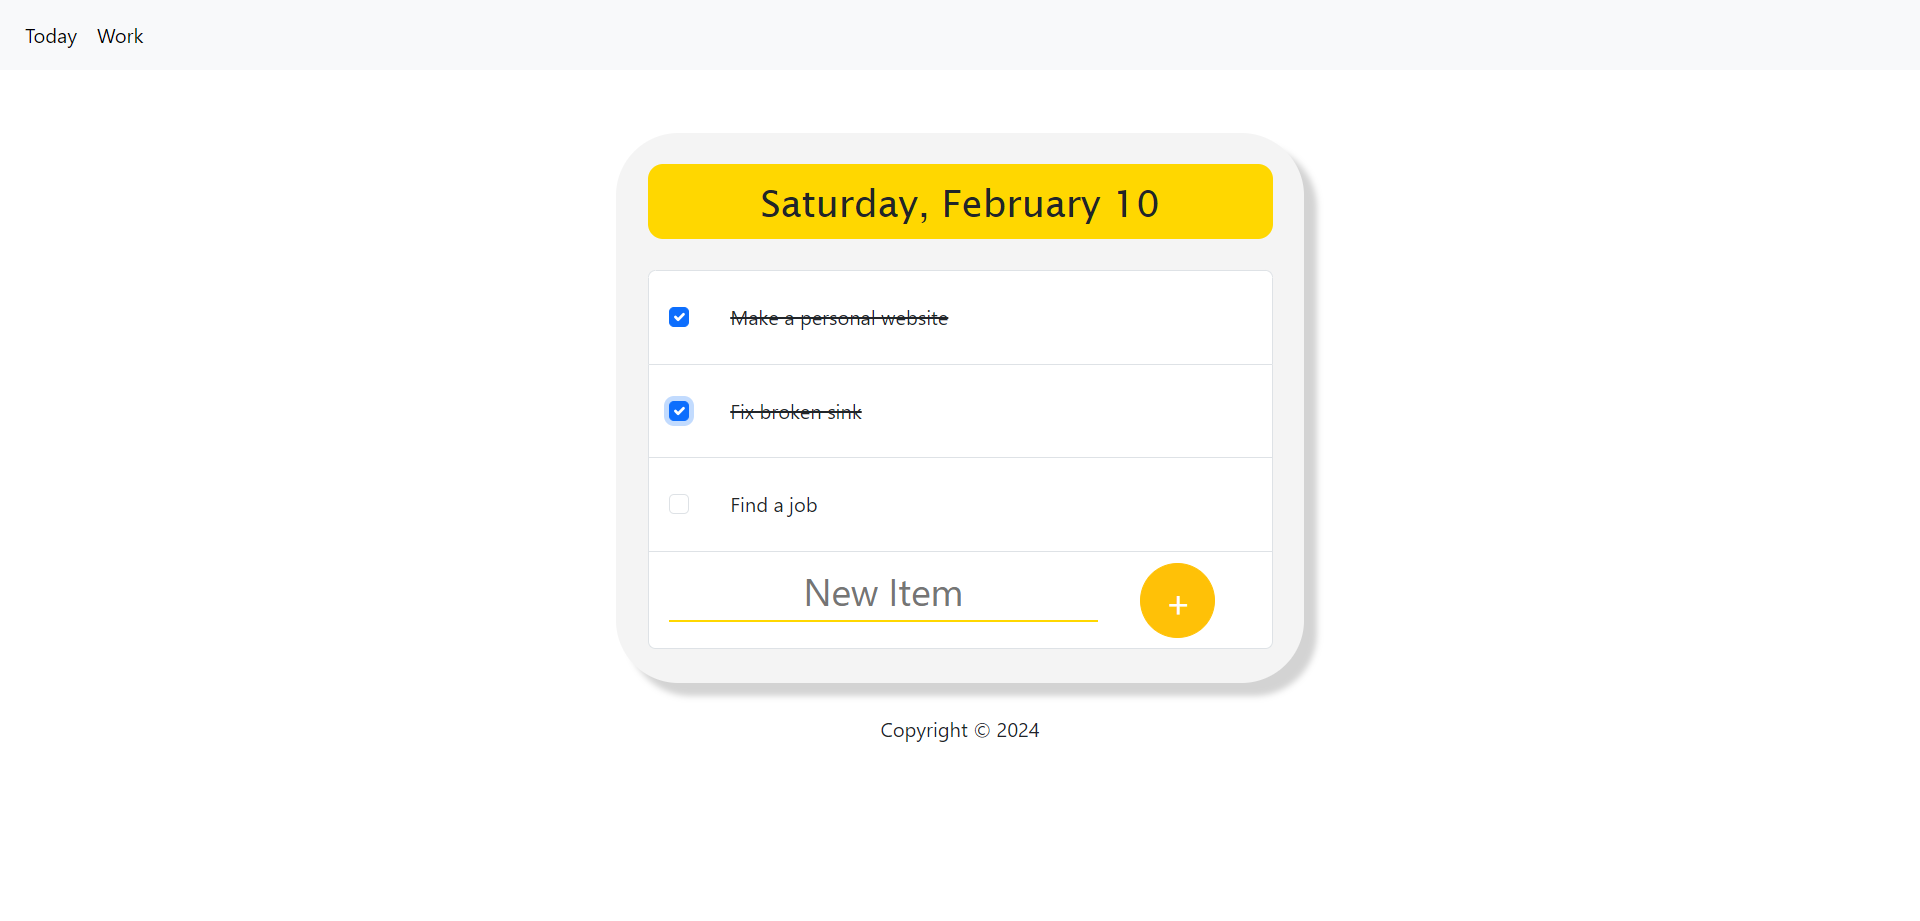 Today Work
Saturday, February 10
Make a personal website
Fix broken sink
Find a job
New Item
+
Copyright © 2024